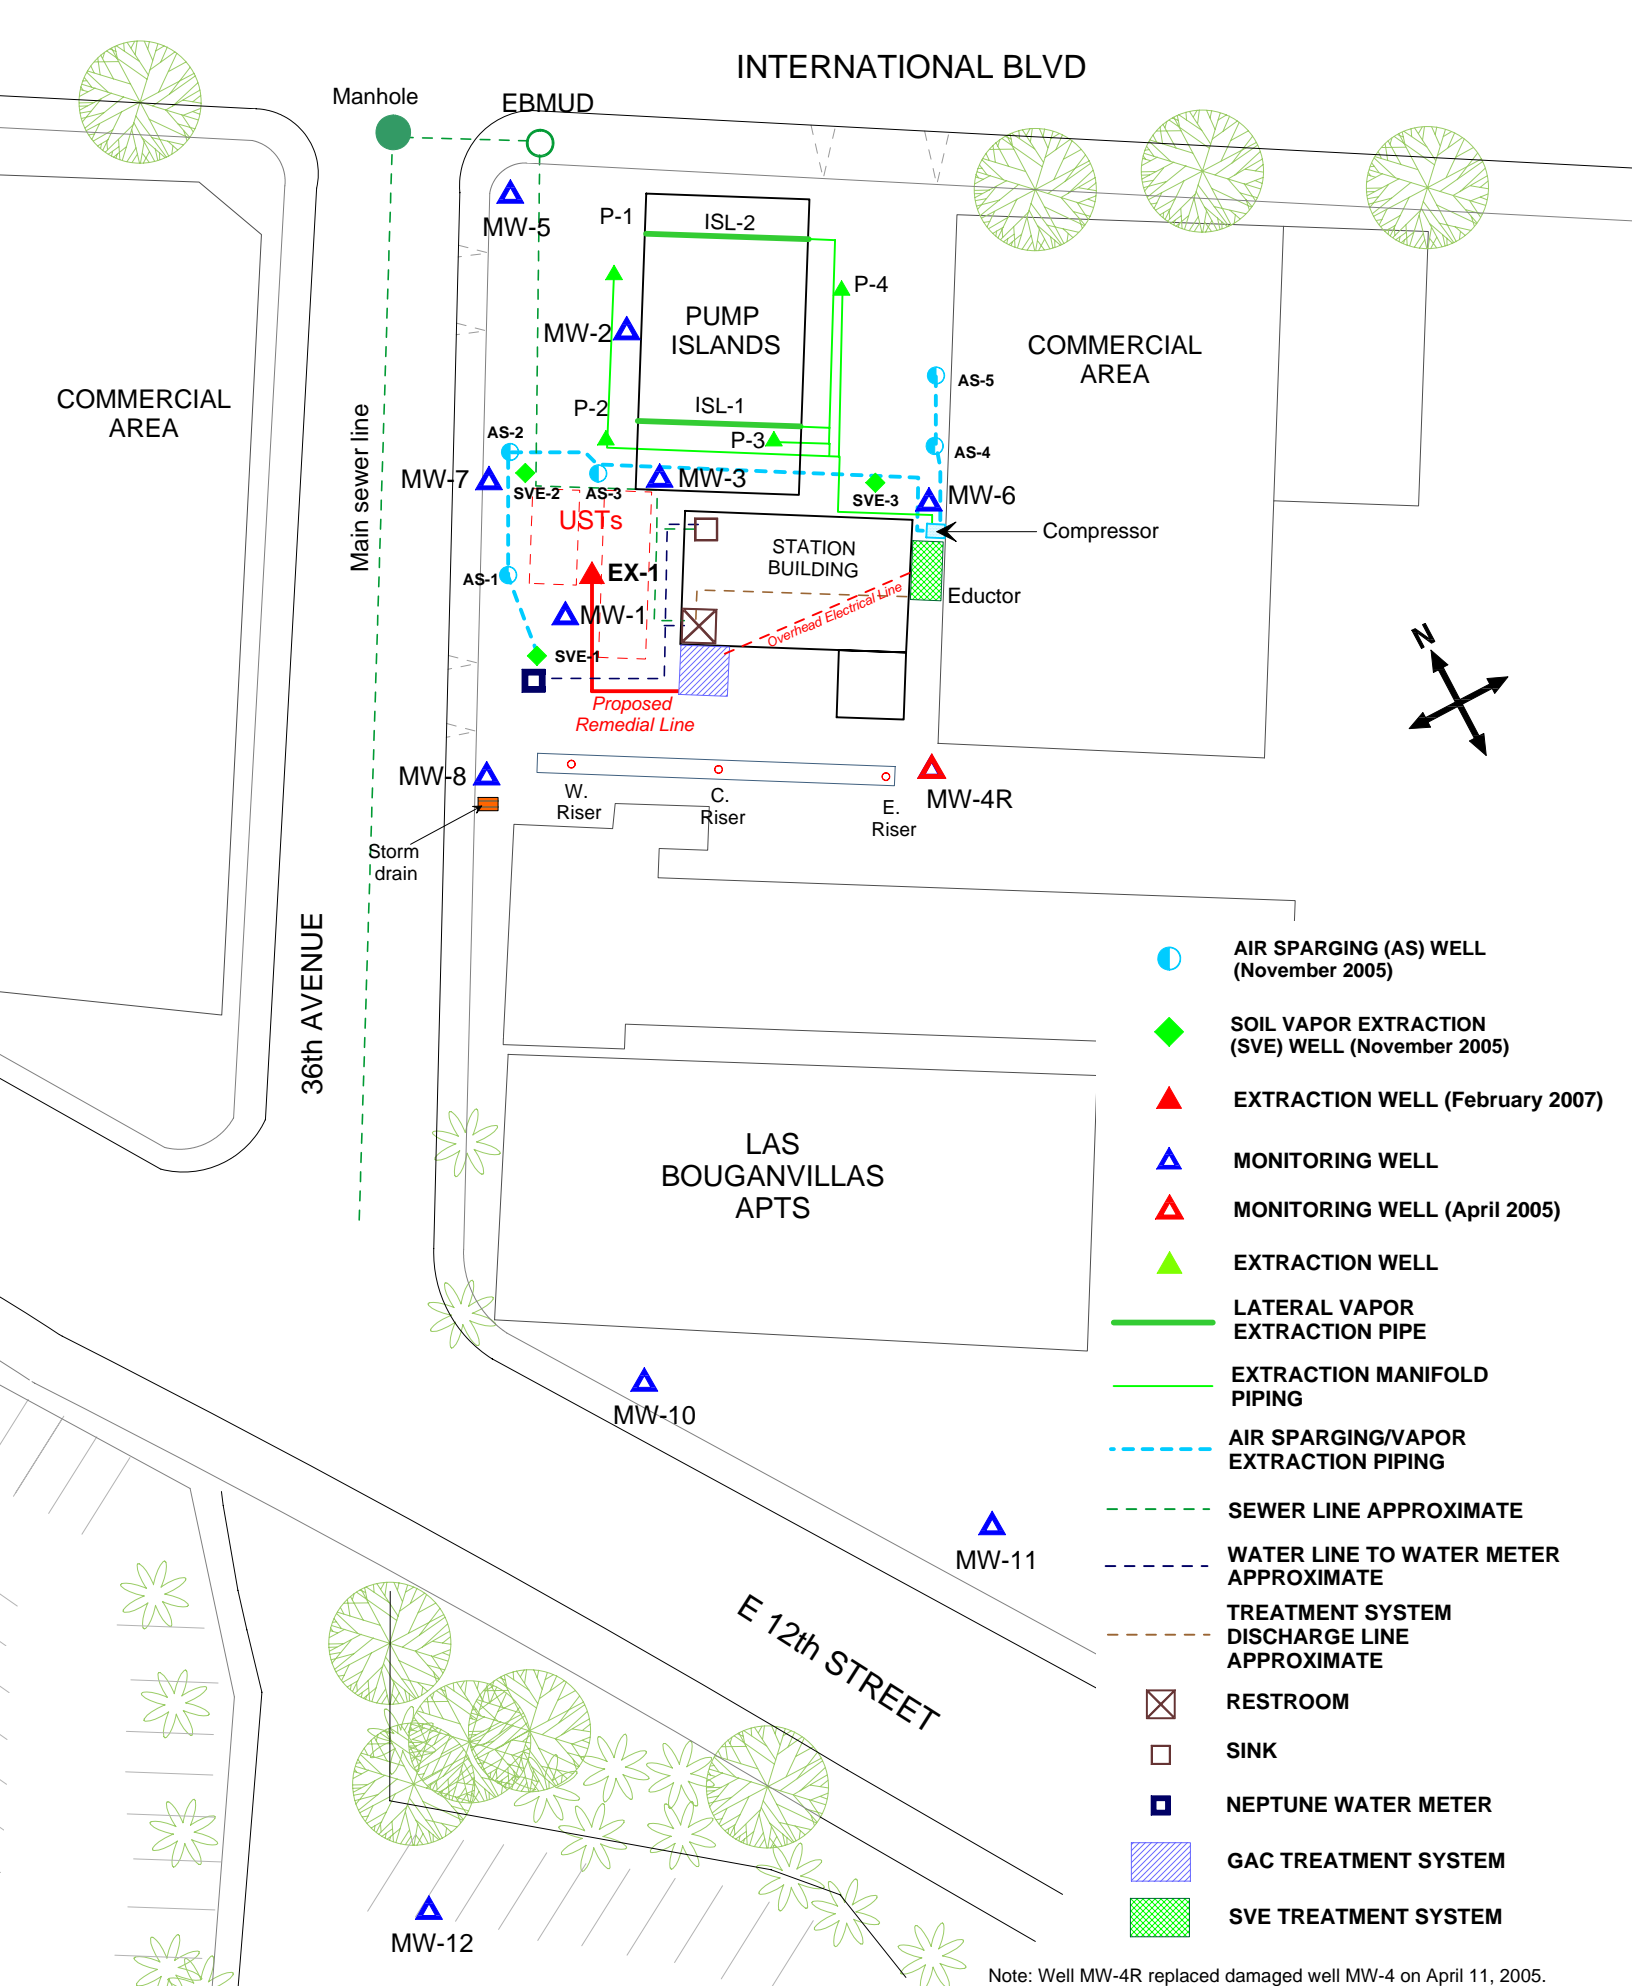 INTERNATIONAL BLVD
Manhole
EBMUD
MW-5
P-1
ISL-2
P-4
PUMP
ISLANDS
MW-2
COMMERCIAL
AREA
COMMERCIAL
AREA
AS-5
P-2
ISL-1
P-3
AS-2
AS-4
Main sewer line
MW-7
SVE-2
AS-3
MW-3
SVE-3
MW-6
USTs
Compressor
STATION
BUILDING
AS-1
EX-1
Eductor
Overhead Electrical Line
MW-1
SVE-1
N
Proposed
Remedial Line
MW-8
W.
Riser
C.
Riser
E.
Riser
MW-4R
Storm
drain
36th AVENUE
LAS
BOUGANVILLAS
APTS
MW-10
MW-11
E 12th STREET
MW-12
AIR SPARGING (AS) WELL
(November 2005)
SOIL VAPOR EXTRACTION
(SVE) WELL (November 2005)
EXTRACTION WELL (February 2007)
MONITORING WELL
MONITORING WELL (April 2005)
EXTRACTION WELL
LATERAL VAPOR
EXTRACTION PIPE
EXTRACTION MANIFOLD
PIPING
AIR SPARGING/VAPOR
EXTRACTION PIPING
SEWER LINE APPROXIMATE
WATER LINE TO WATER METER
APPROXIMATE
TREATMENT SYSTEM
DISCHARGE LINE
APPROXIMATE
RESTROOM
SINK
NEPTUNE WATER METER
GAC TREATMENT SYSTEM
SVE TREATMENT SYSTEM
Note: Well MW-4R replaced damaged well MW-4 on April 11, 2005.